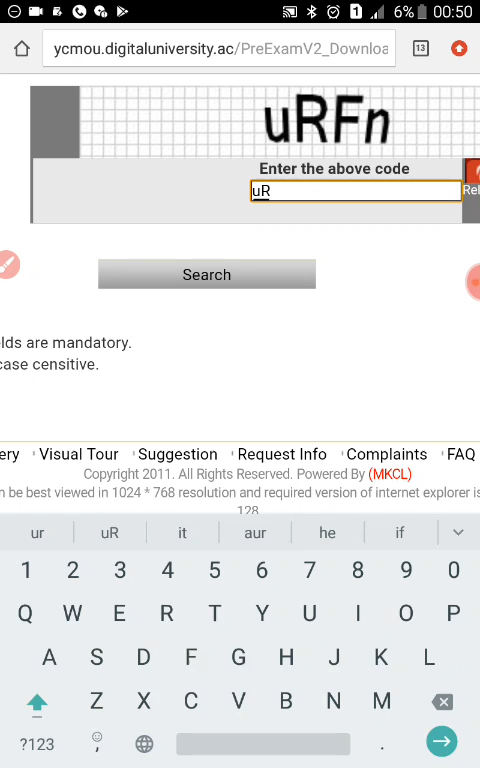 1 6% 00:50
ycmou.digitaluniversity.ac/PreExamV2_Downloa 13
uRFn
Enter the above code
uR Rel
Search
lds are mandatory.
case censitive.
ery Visual Tour Suggestion Request Info Complaints FAQ
Copyright 2011. All Rights Reserved. Powered By (MKCL)
n be best viewed in 1024 * 768 resolution and required version of internet explorer is
128
ur uR it aur he if
1 2 3 4 5 6 7 8 9 0
Q W E R T Y U I O P
A S D F G H J K L
Z X C V B N M
?123 , .